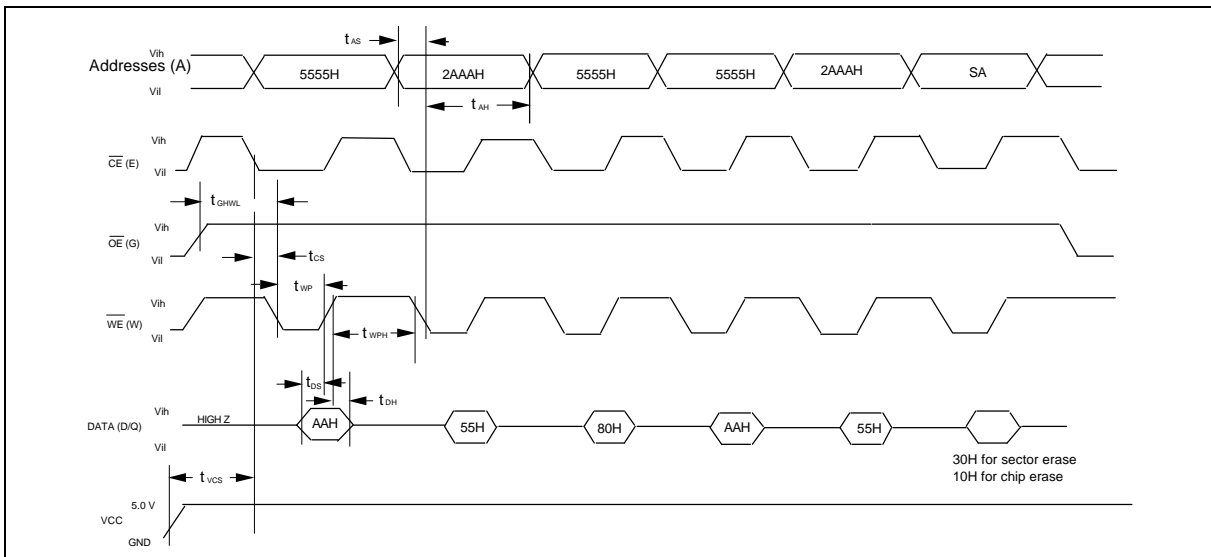 tAS
Vih
Addresses (A)
Vil
5555H
2AAAH
5555H
5555H
2AAAH
SA
tAH
Vih
CE (E)
Vil
tGHWL
Vih
OE (G)
Vil
tCS
tWP
Vih
WE (W)
Vil
tWPH
tDS
tDH
Vih
DATA (D/Q)
Vil
HIGH Z
AAH
55H
80H
AAH
55H
30H for sector erase
10H for chip erase
tVCS
5.0 V
VCC
GND